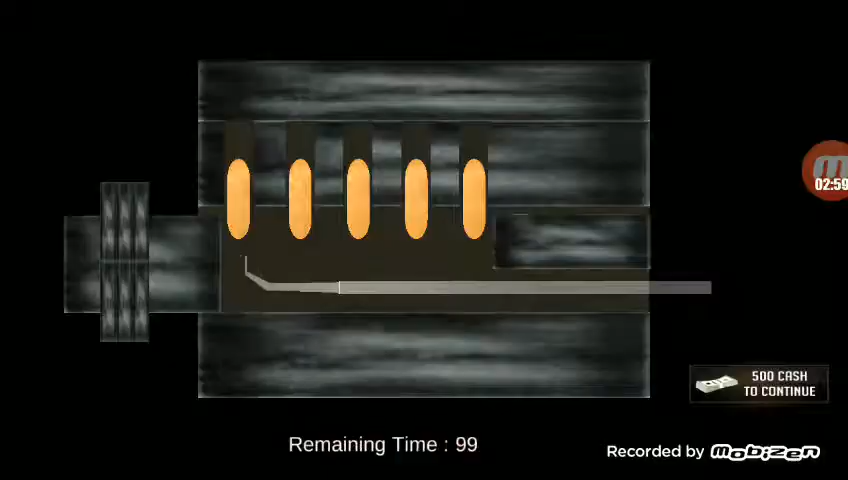 02:59
500 CASH
TO CONTINUE
Remaining Time : 99
Recorded by mobizen